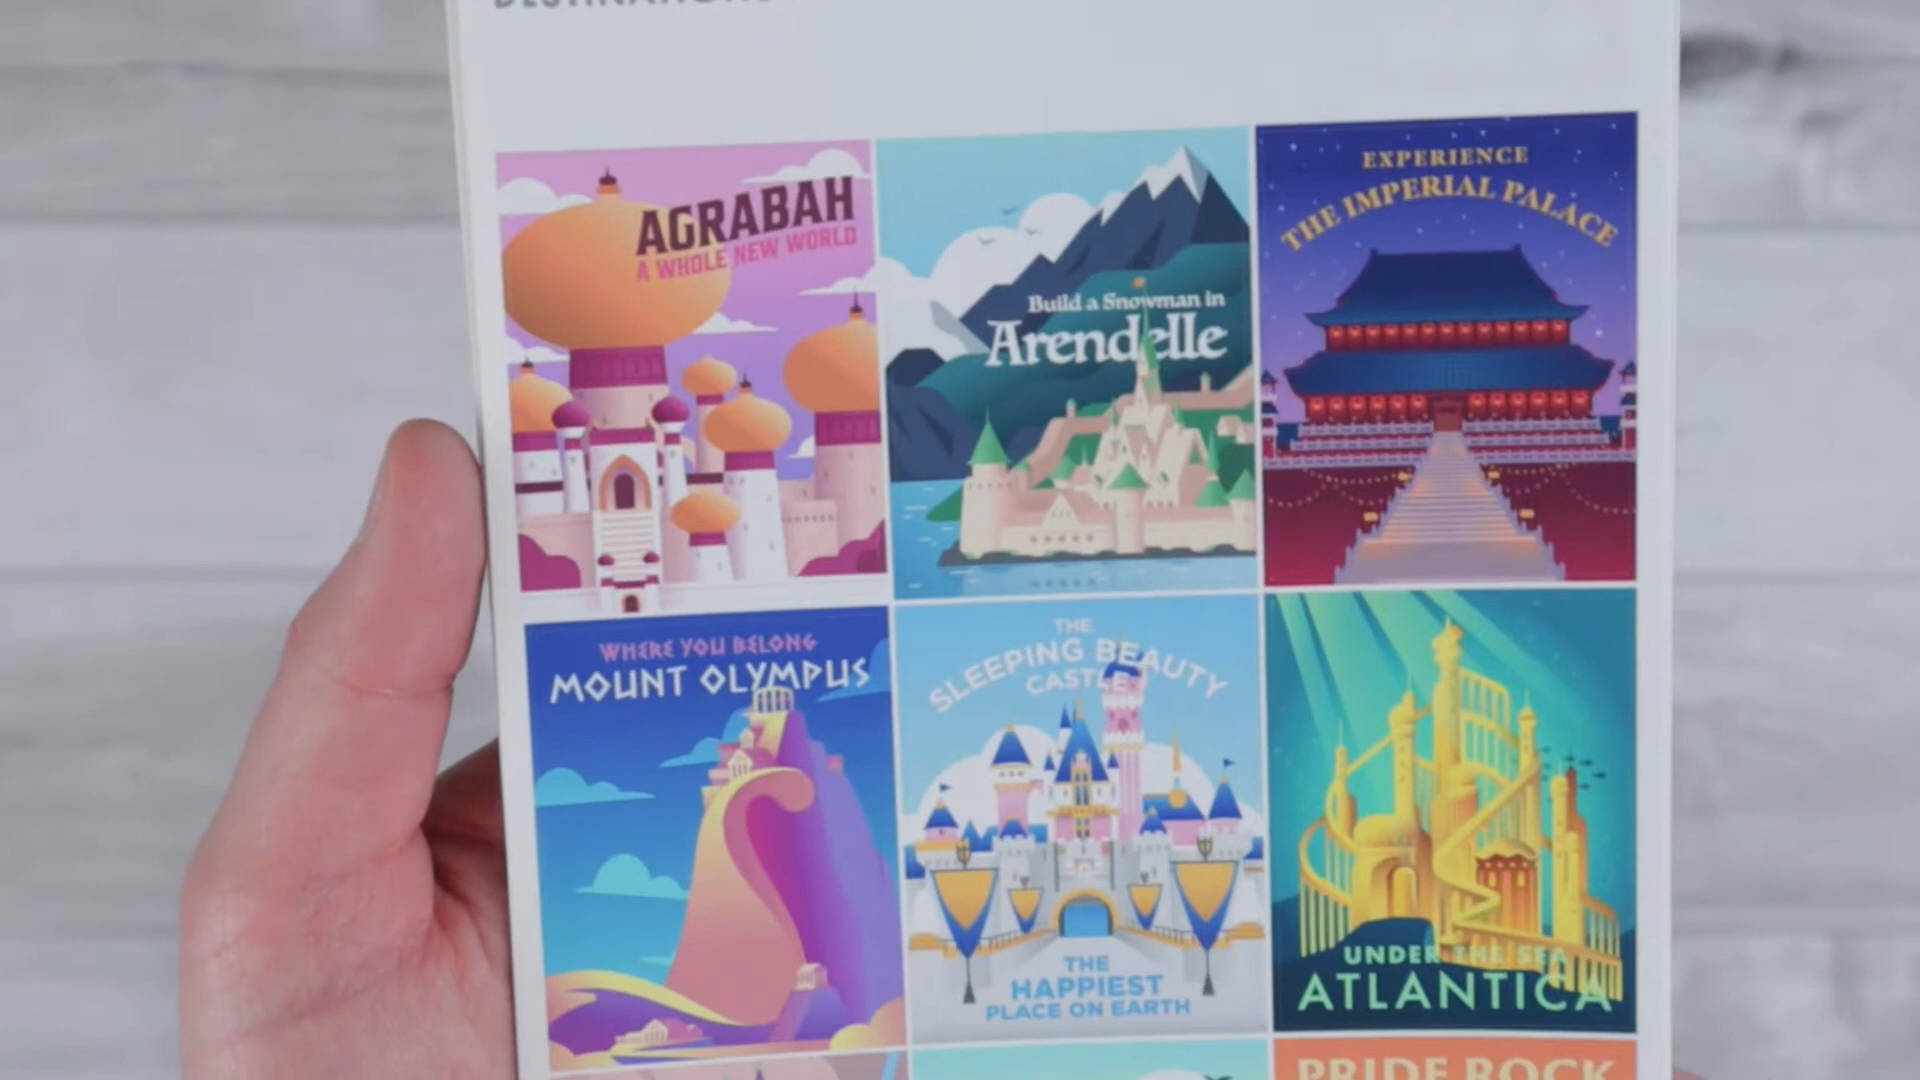 AGRABAH
A WHOLE NEW WORLD
Build a Snowman in
Arendelle
EXPERIENCE
THE IMPERIAL PALACE
WHERE YOU BELONG
MOUNT OLYMPUS
THE
SLEEPING BEAUTY
CASTLE
THE
HAPPIEST
PLACE ON EARTH
UNDER THE SEA
ATLANTICA
PRIDE ROCK